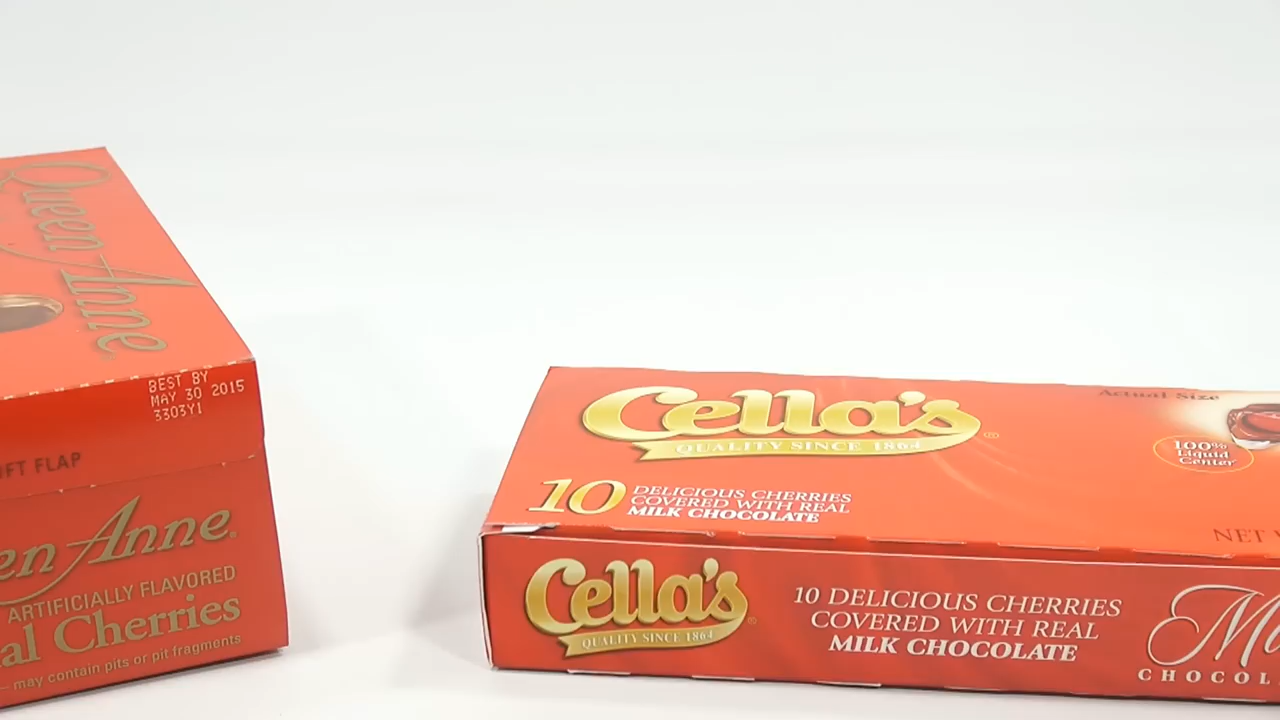 Queen Anne
BEST BY
MAY 30 2015
3303Y1
FT FLAP
en Anne.
ARTIFICIALLY FLAVORED
al Cherries
may contain pits or pit fragments
Cella's®
QUALITY SINCE 1864
10 DELICIOUS CHERRIES
COVERED WITH REAL
MILK CHOCOLATE
Actual Size
100%
Liquid
Center
NET
Cella's
QUALITY SINCE 1864
10 DELICIOUS CHERRIES
COVERED WITH REAL
MILK CHOCOLATE
Mi
CHOCOL